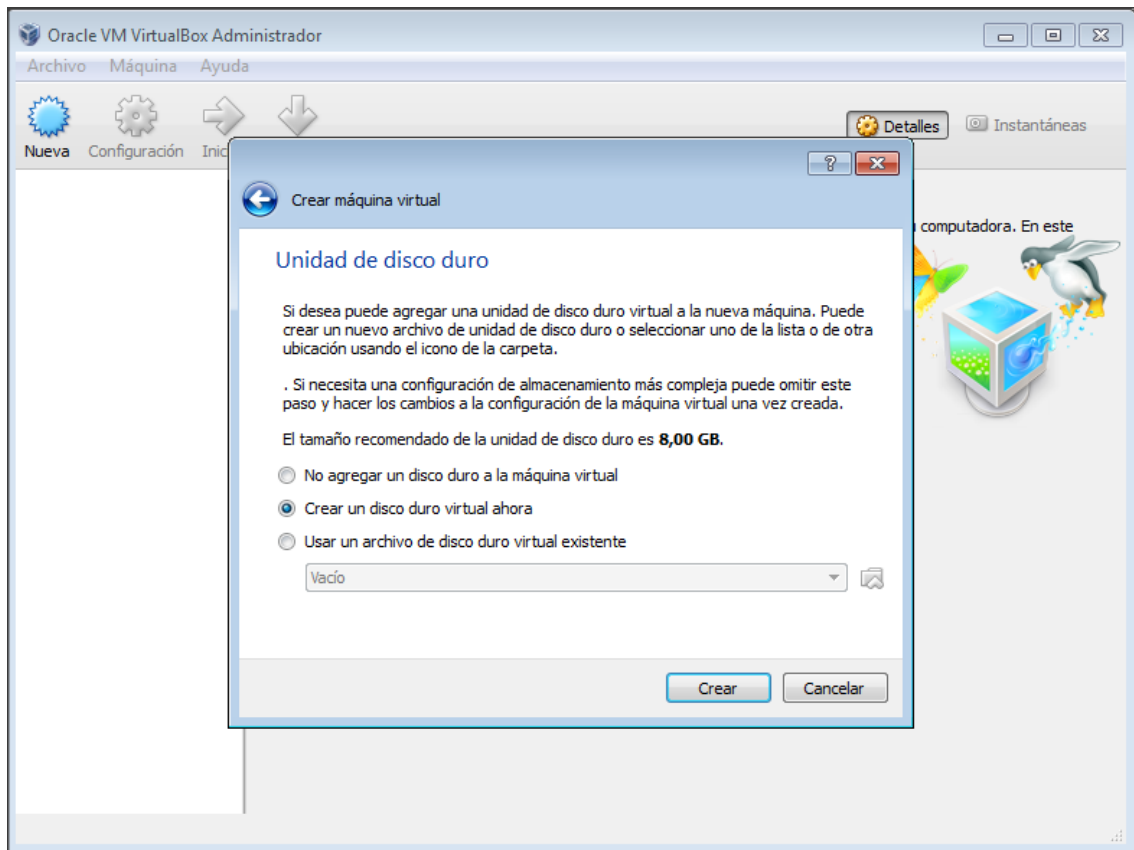 Oracle VM VirtualBox Administrador
Archivo Máquina Ayuda
Nueva Configuración Inic
Detalles Instantáneas
Crear máquina virtual
computadora. En este
Unidad de disco duro
Si desea puede agregar una unidad de disco duro virtual a la nueva máquina. Puede
crear un nuevo archivo de unidad de disco duro o seleccionar uno de la lista o de otra
ubicación usando el icono de la carpeta.
. Si necesita una configuración de almacenamiento más compleja puede omitir este
paso y hacer los cambios a la configuración de la máquina virtual una vez creada.
El tamaño recomendado de la unidad de disco duro es 8,00 GB.
No agregar un disco duro a la máquina virtual
Crear un disco duro virtual ahora
Usar un archivo de disco duro virtual existente
Vacío
Crear Cancelar